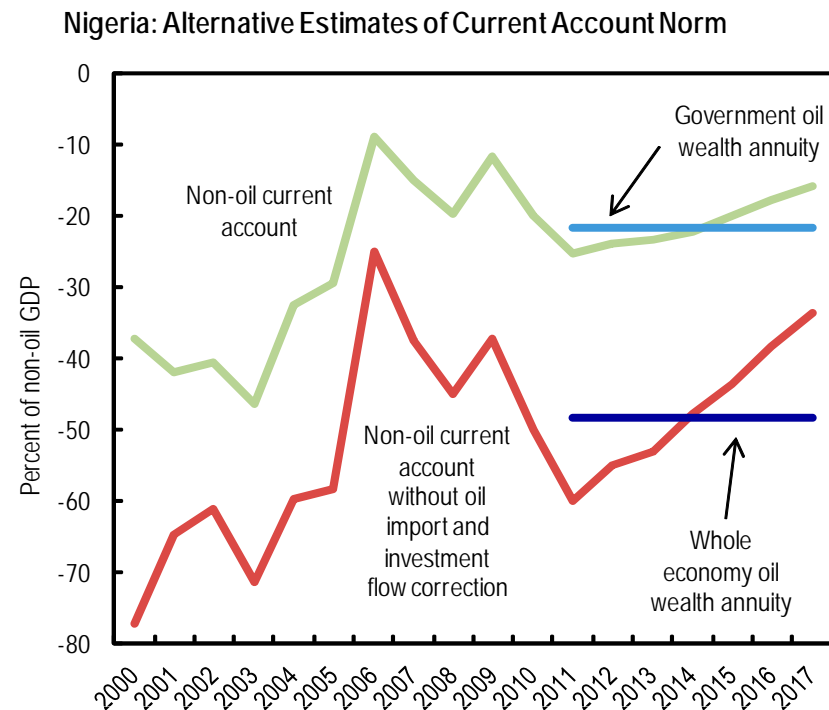 Nigeria: Alternative Estimates of Current Account Norm
0
-10
-20
-30
-40
-50
-60
-70
-80
Percent of non-oil GDP
Government oil
wealth annuity
Non-oil current
account
Non-oil current
account
without oil
import and
investment
flow correction
Whole
economy oil
wealth annuity
2000
2001
2002
2003
2004
2005
2006
2007
2008
2009
2010
2011
2012
2013
2014
2015
2016
2017